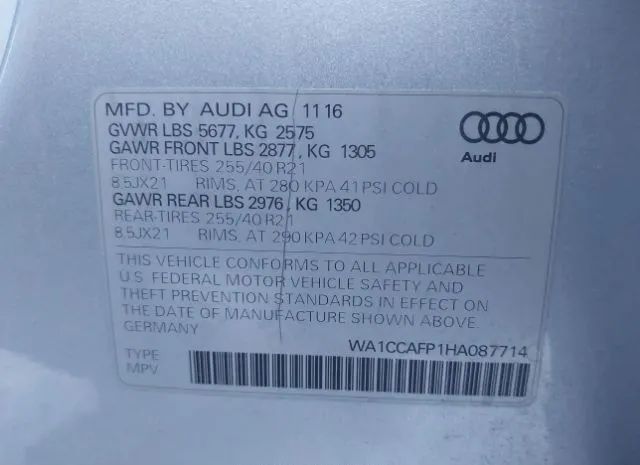 MFD. BY AUDI AG 11 16
GVWR LBS 5677, KG 2575
GAWR FRONT LBS 2877, KG 1305
FRONT-TIRES 255/40 R21
8.5JX21 RIMS, AT 280 KPA 41 PSI COLD
GAWR REAR LBS 2976, KG 1350
REAR-TIRES 255/40 R21
8.5JX21 RIMS, AT 290 KPA 42 PSI COLD
Audi
THIS VEHICLE CONFORMS TO ALL APPLICABLE
U.S. FEDERAL MOTOR VEHICLE SAFETY AND
THEFT PREVENTION STANDARDS IN EFFECT ON
THE DATE OF MANUFACTURE SHOWN ABOVE.
GERMANY
WA1CCAFP1HA087714
TYPE
MPV